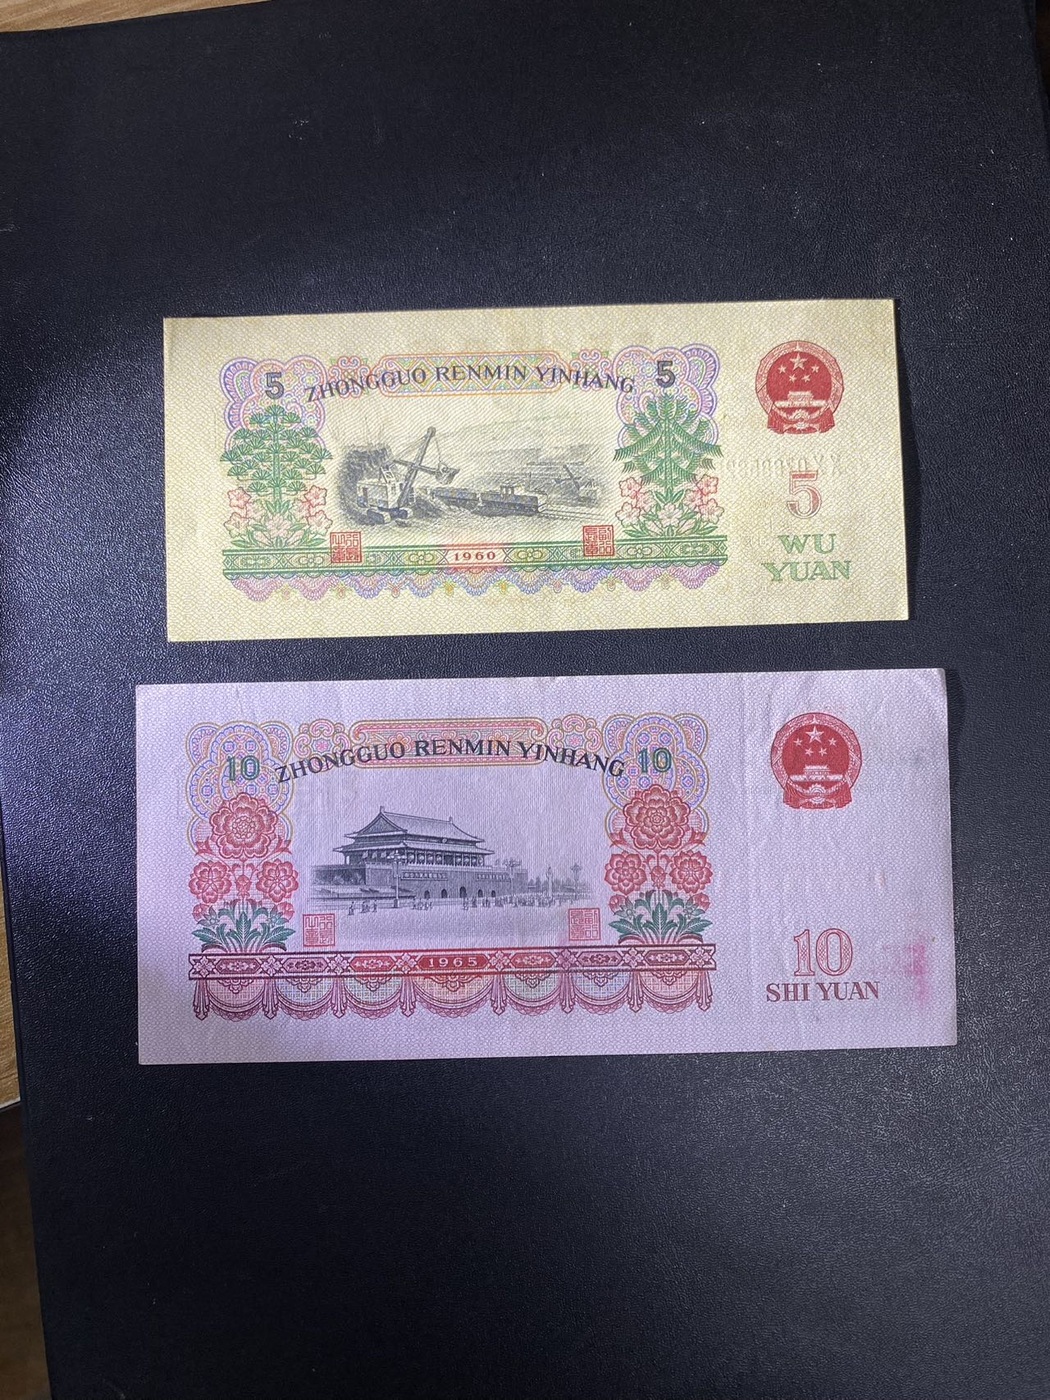 5 ZHONGGUO RENMIN YINHANG 5
1960
5
WU
YUAN
10 ZHONGGUO RENMIN YINHANG 10
1965
10
SHI YUAN